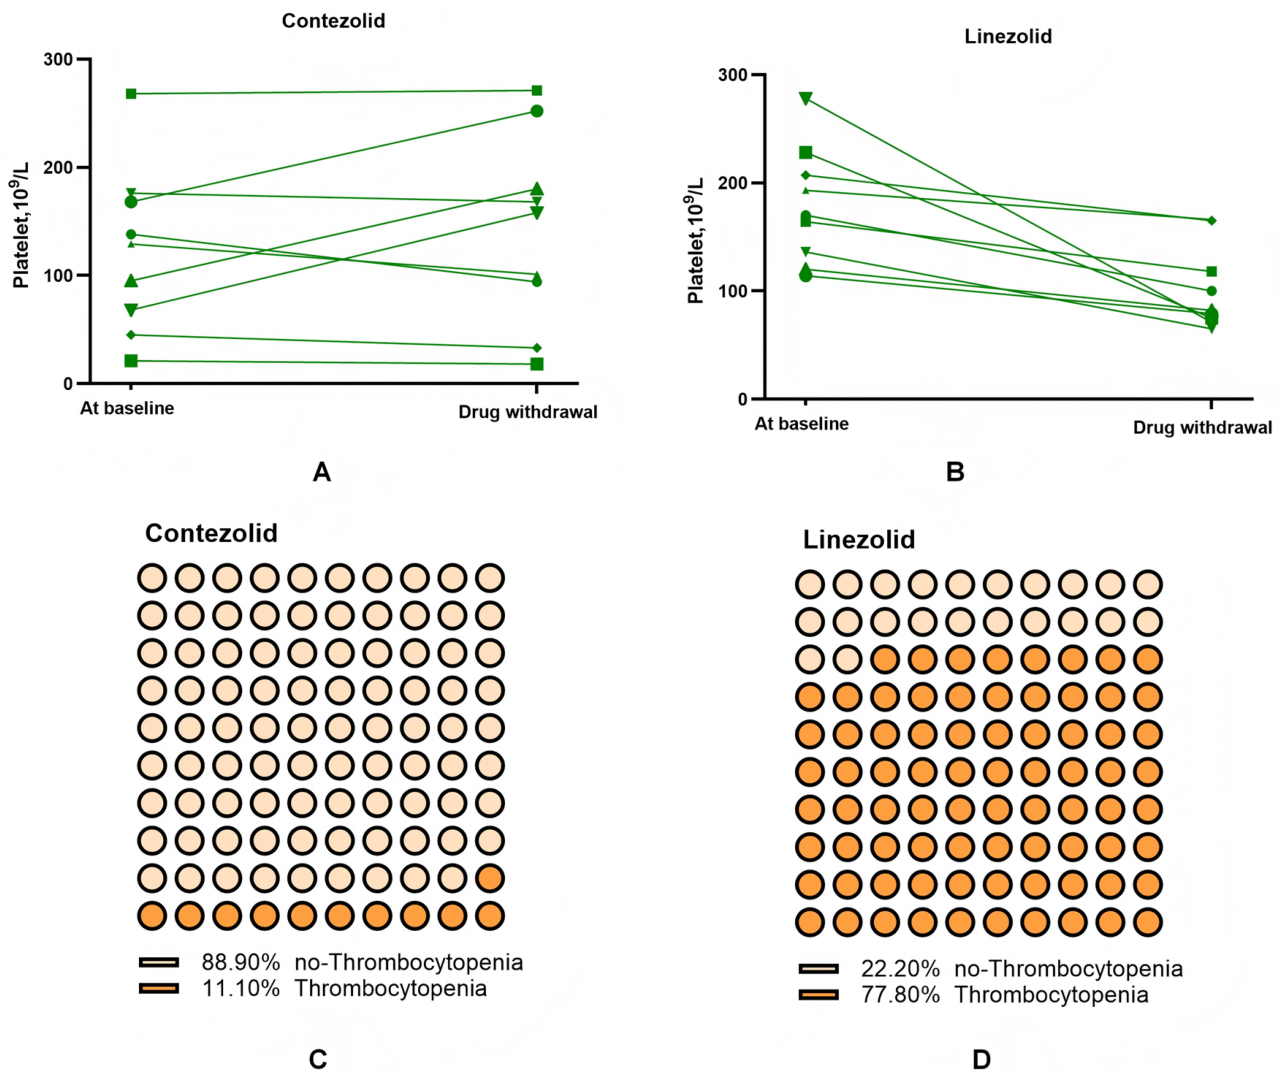 Contezolid
300
200
100
0
Platelet,10⁹/L
At baseline
Drug withdrawal
A
Linezolid
300
200
100
0
Platelet,10⁹/L
At baseline
Drug withdrawal
B
Contezolid
88.90% no-Thrombocytopenia
11.10% Thrombocytopenia
C
Linezolid
22.20% no-Thrombocytopenia
77.80% Thrombocytopenia
D